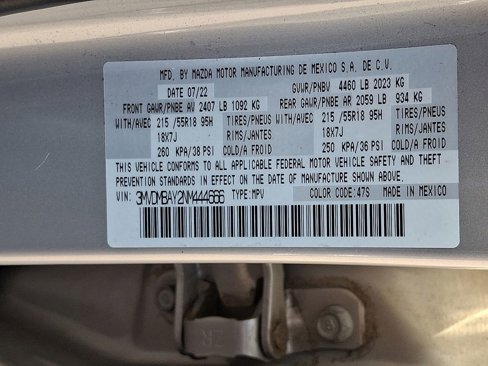 MFD. BY MAZDA MOTOR MANUFACTURING DE MEXICO S.A. DE C.V.
DATE 07/22 GVWR/PNBV 4460 LB 2023 KG
FRONT GAWR/PNBE AV 2407 LB 1092 KG REAR GAWR/PNBE AR 2059 LB 934 KG
WITH/AVEC 215 /55R18 95H TIRES/PNEUS WITH/AVEC 215 /55R18 95H TIRES/PNEUS
18X7J RIMS/JANTES 18X7J RIMS/JANTES
260 KPA/38 PSI COLD/A FROID 250 KPA/36 PSI COLD/A FROID
THIS VEHICLE CONFORMS TO ALL APPLICABLE FEDERAL MOTOR VEHICLE SAFETY AND THEFT
PREVENTION STANDARDS IN EFFECT ON THE DATE OF MANUFACTURE SHOWN ABOVE.
VIN: 3MVDMBAY2NM444666 TYPE:MPV COLOR CODE:47S MADE IN MEXICO